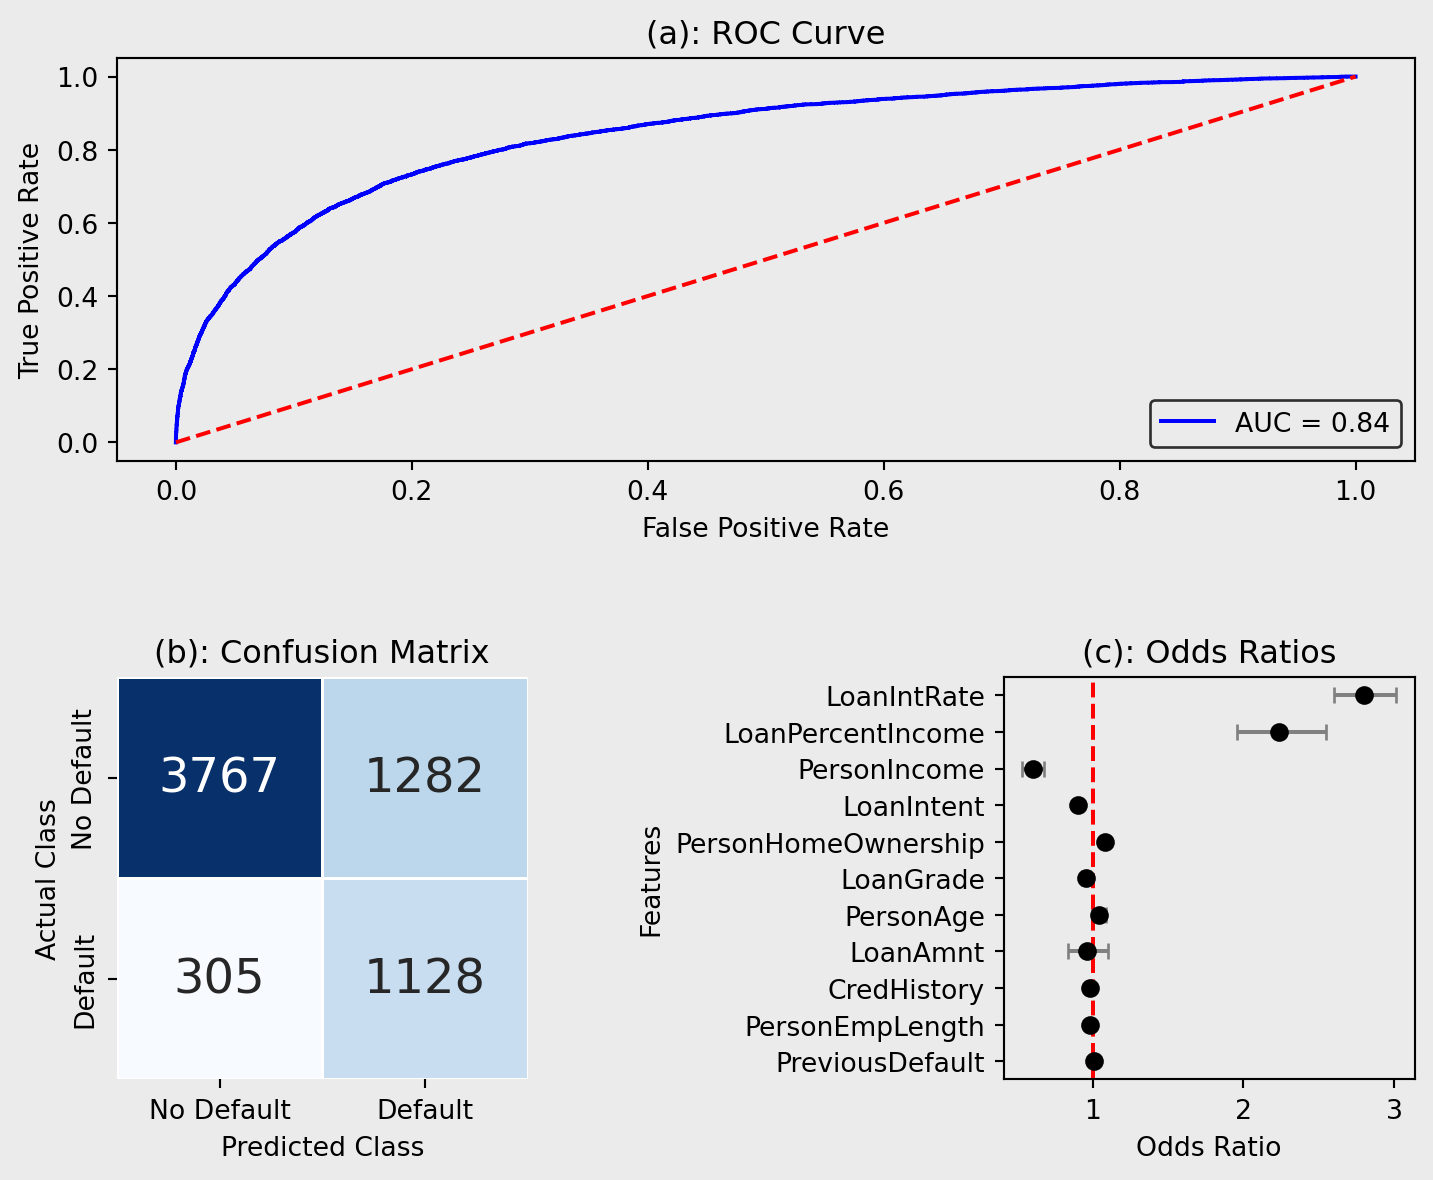 (a): ROC Curve
True Positive Rate
1.0
0.8
0.6
0.4
0.2
0.0
AUC = 0.84
0.0 0.2 0.4 0.6 0.8 1.0
False Positive Rate
(b): Confusion Matrix
Actual Class
No Default
Default
3767 1282
305 1128
No Default Default
Predicted Class
(c): Odds Ratios
Features
LoanIntRate
LoanPercentIncome
PersonIncome
LoanIntent
PersonHomeOwnership
LoanGrade
PersonAge
LoanAmnt
CredHistory
PersonEmpLength
PreviousDefault
1 2 3
Odds Ratio